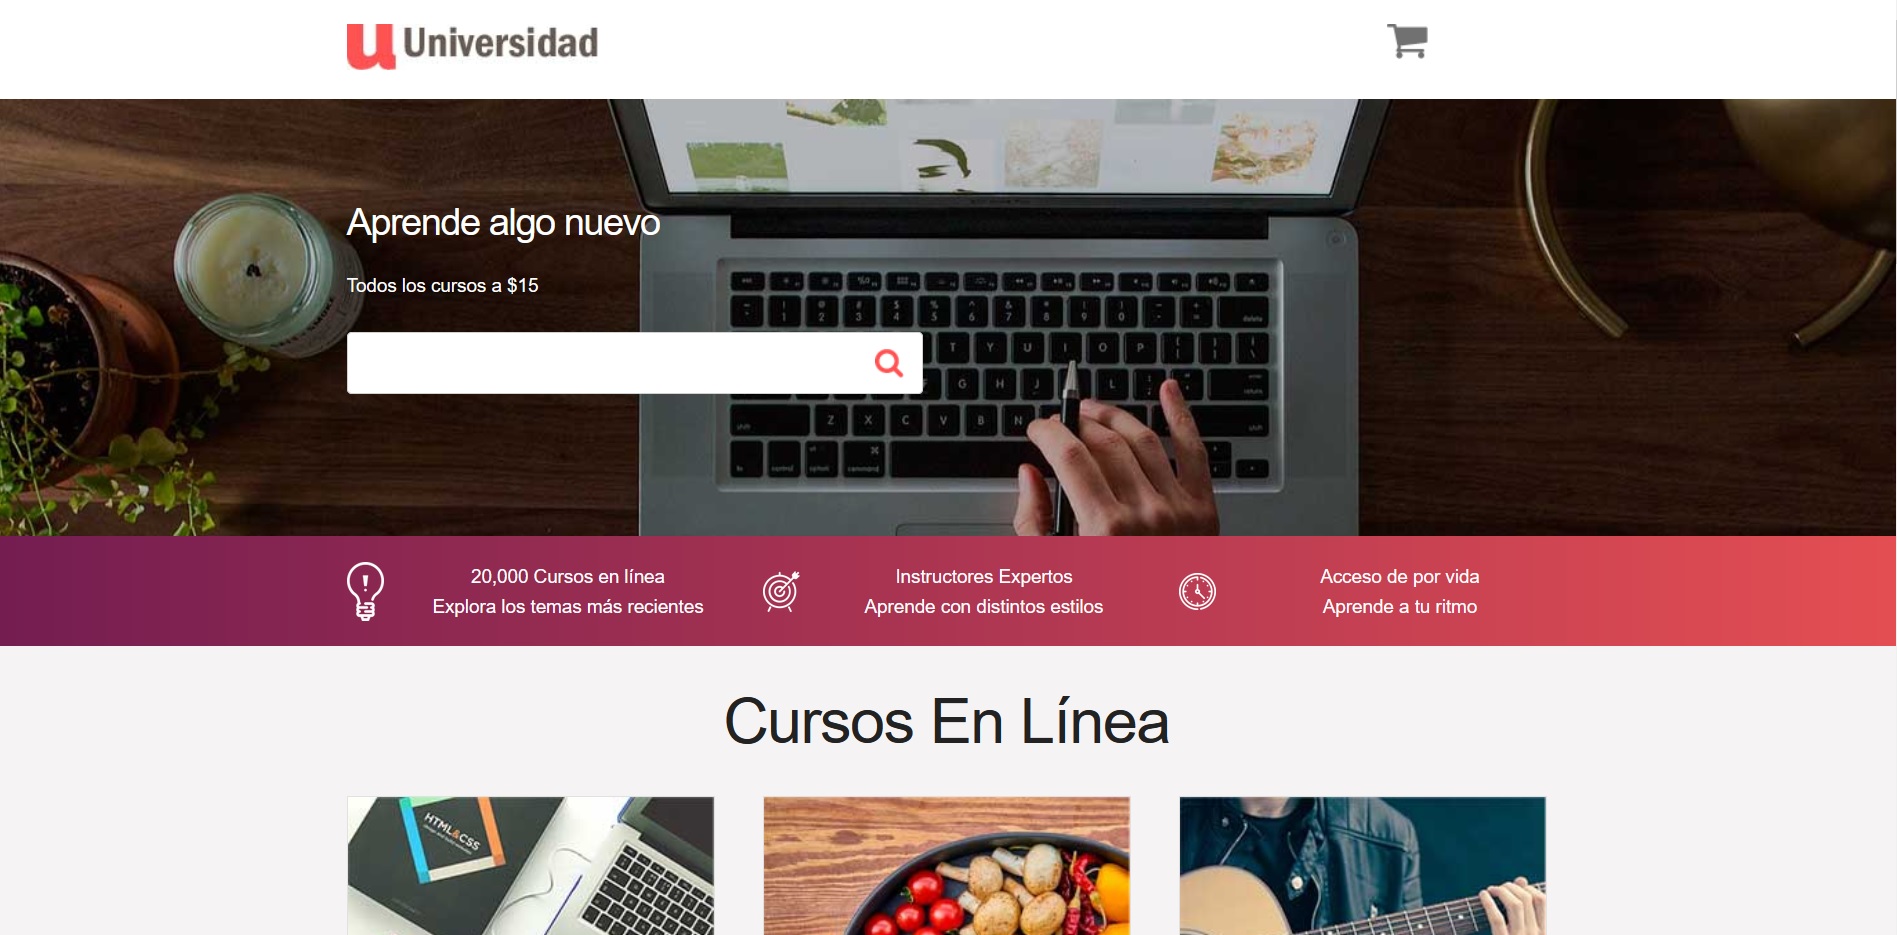 Universidad
Aprende algo nuevo
Todos los cursos a $15
20,000 Cursos en línea
Explora los temas más recientes
Instructores Expertos
Aprende con distintos estilos
Acceso de por vida
Aprende a tu ritmo
Cursos En Línea
HTML&CSS